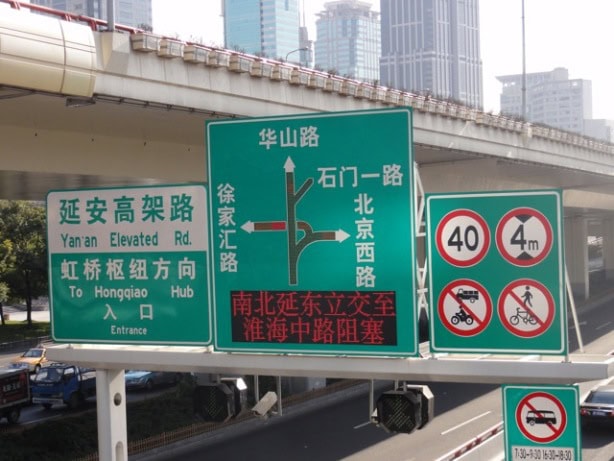 延安高架路
Yan'an Elevated Rd.
虹桥枢纽方向
To Hongqiao Hub
入口
Entrance
华山路
石门一路
徐家汇路
北京西路
南北延东立交至
淮海中路阻塞
40
4m
7:30-9:30 16:30-18:30